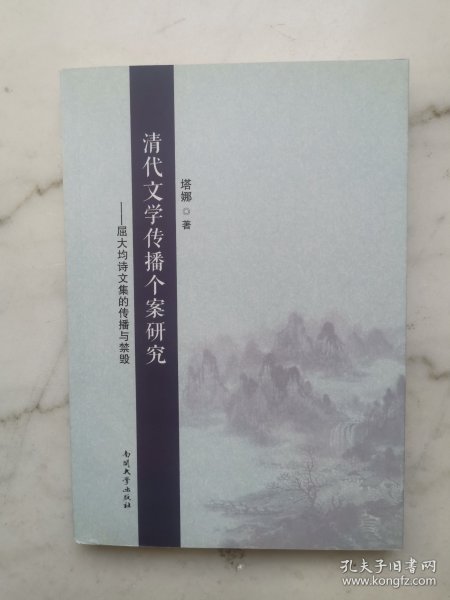 清代文学传播个案研究
——屈大均诗文集的传播与禁毁
塔娜 著
南开大学出版社
孔夫子旧书网
www.kongfz.com